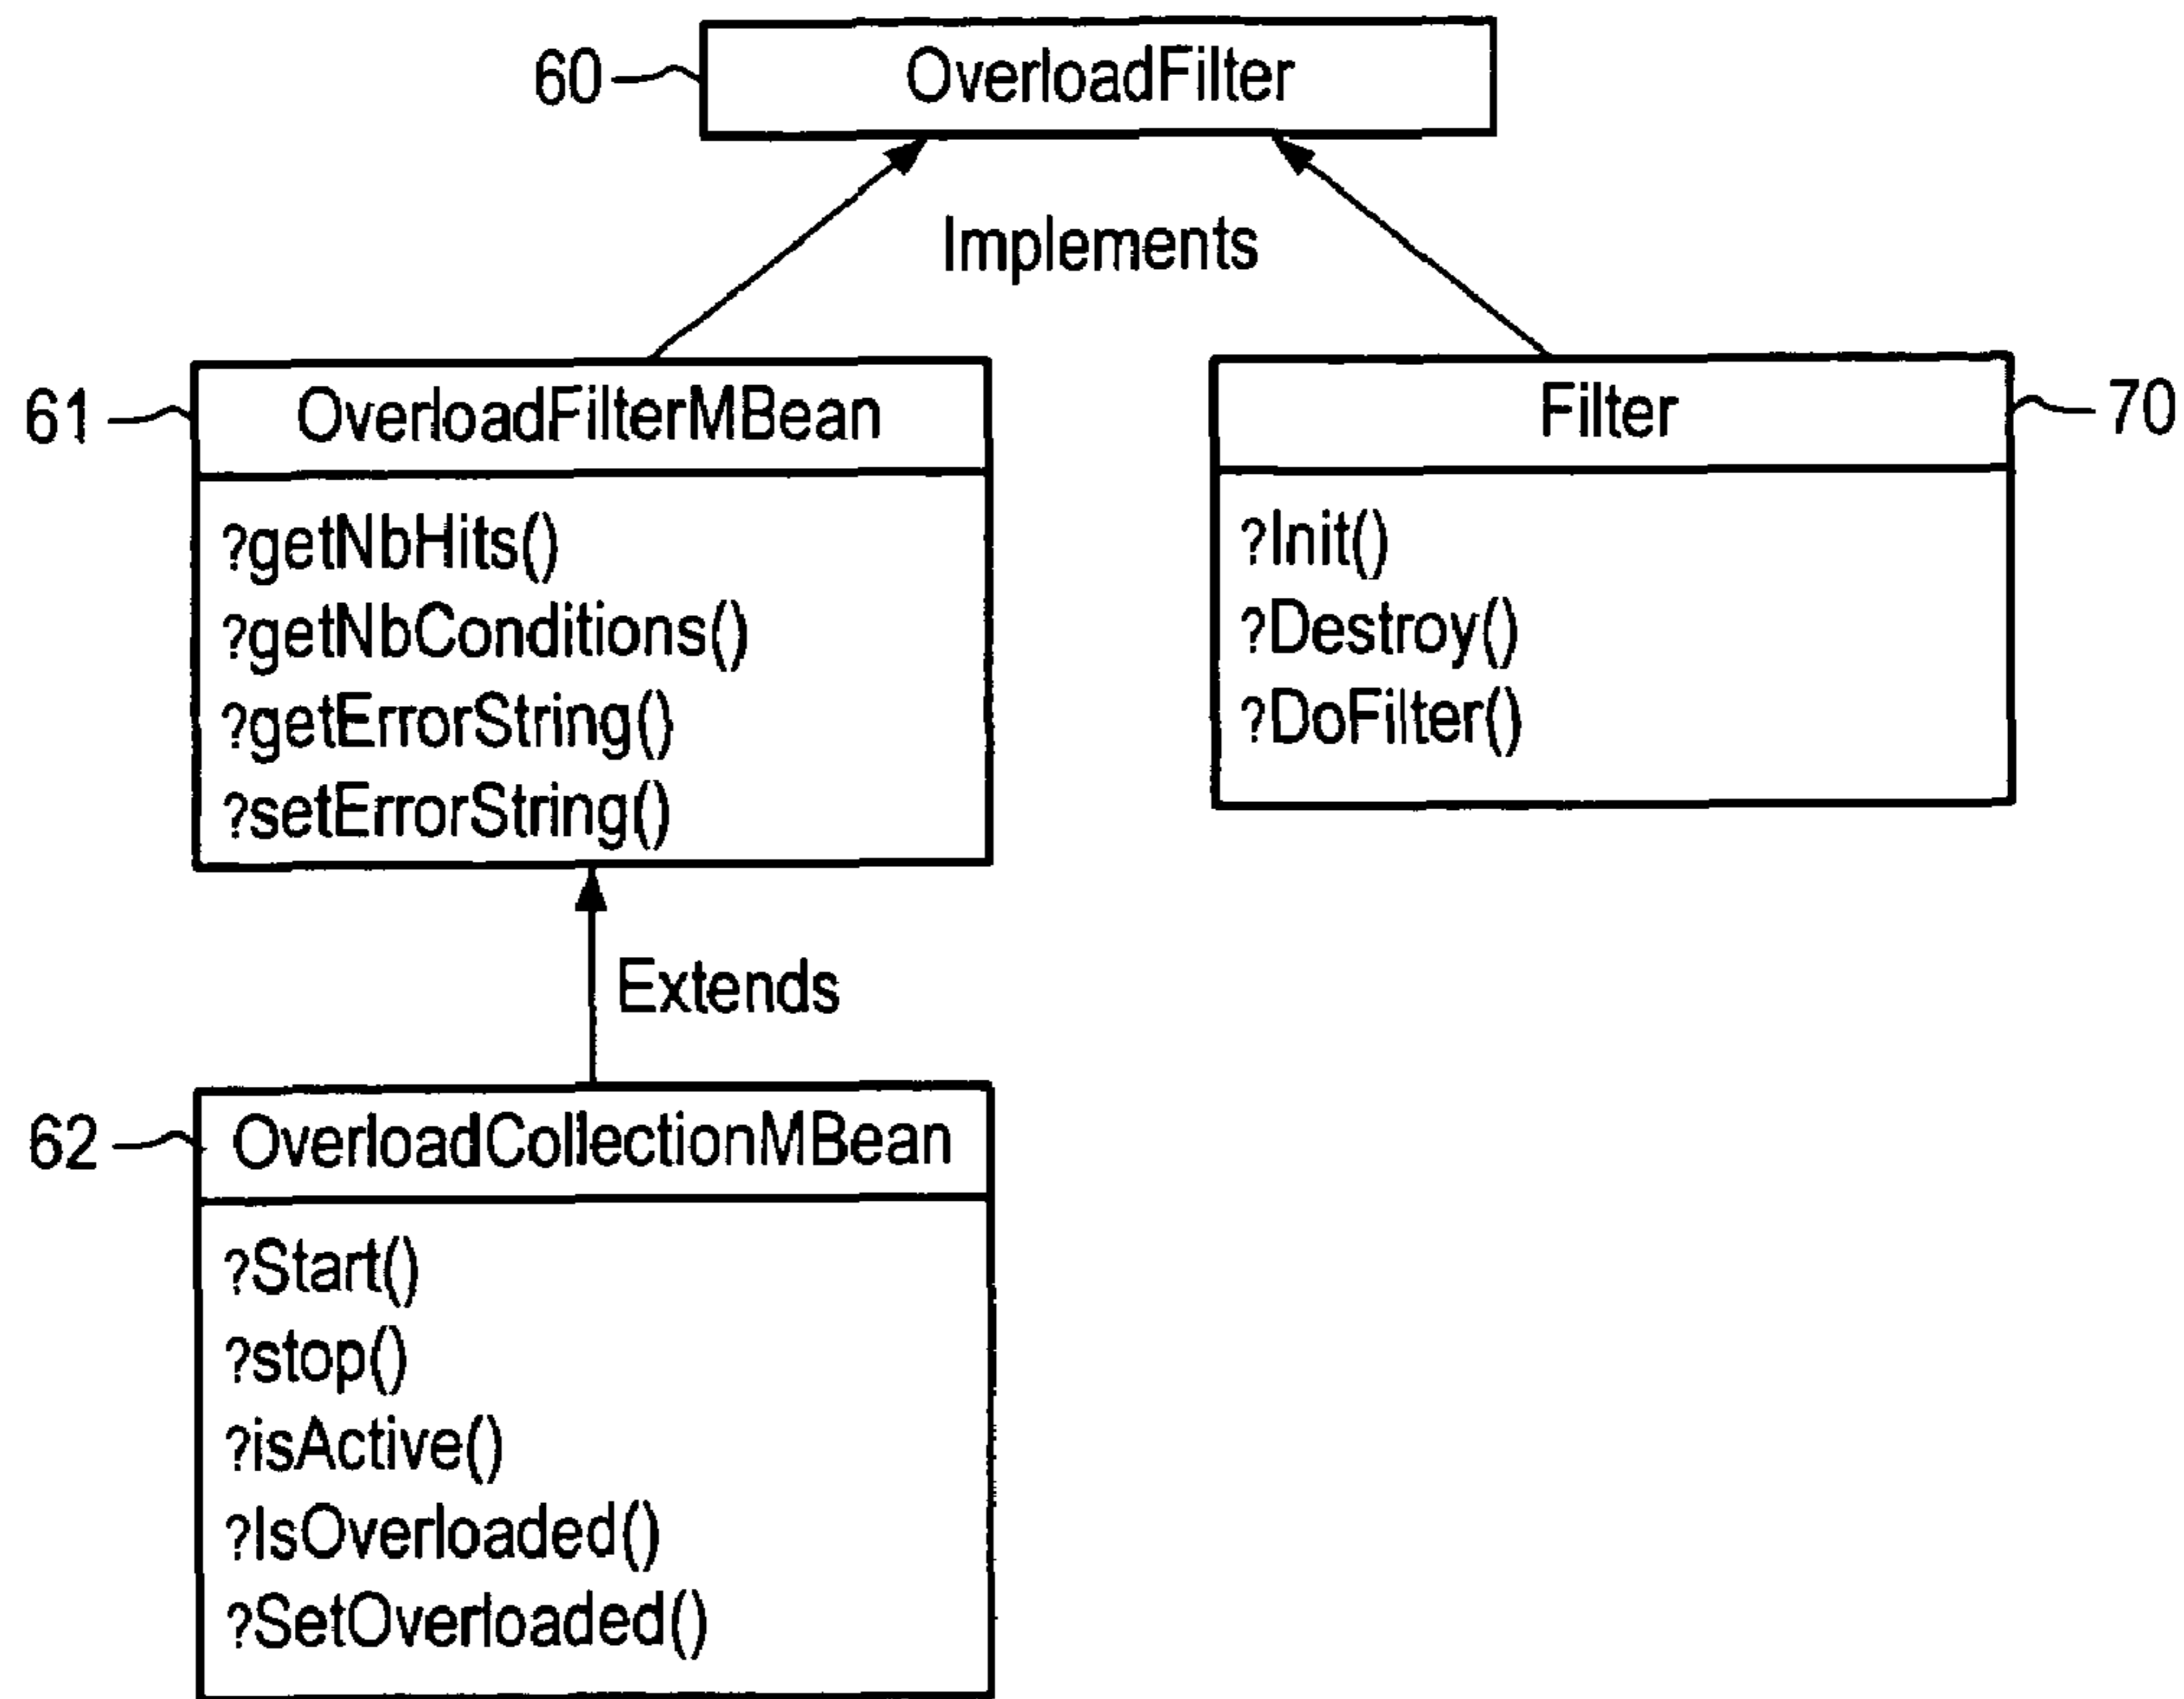 60
OverloadFilter
Implements
61
OverloadFilterMBean
?getNbHits()
?getNbConditions()
?getErrorString()
?setErrorString()
Filter
70
?Init()
?Destroy()
?DoFilter()
Extends
62
OverloadCollectionMBean
?Start()
?stop()
?isActive()
?IsOverloaded()
?SetOverloaded()